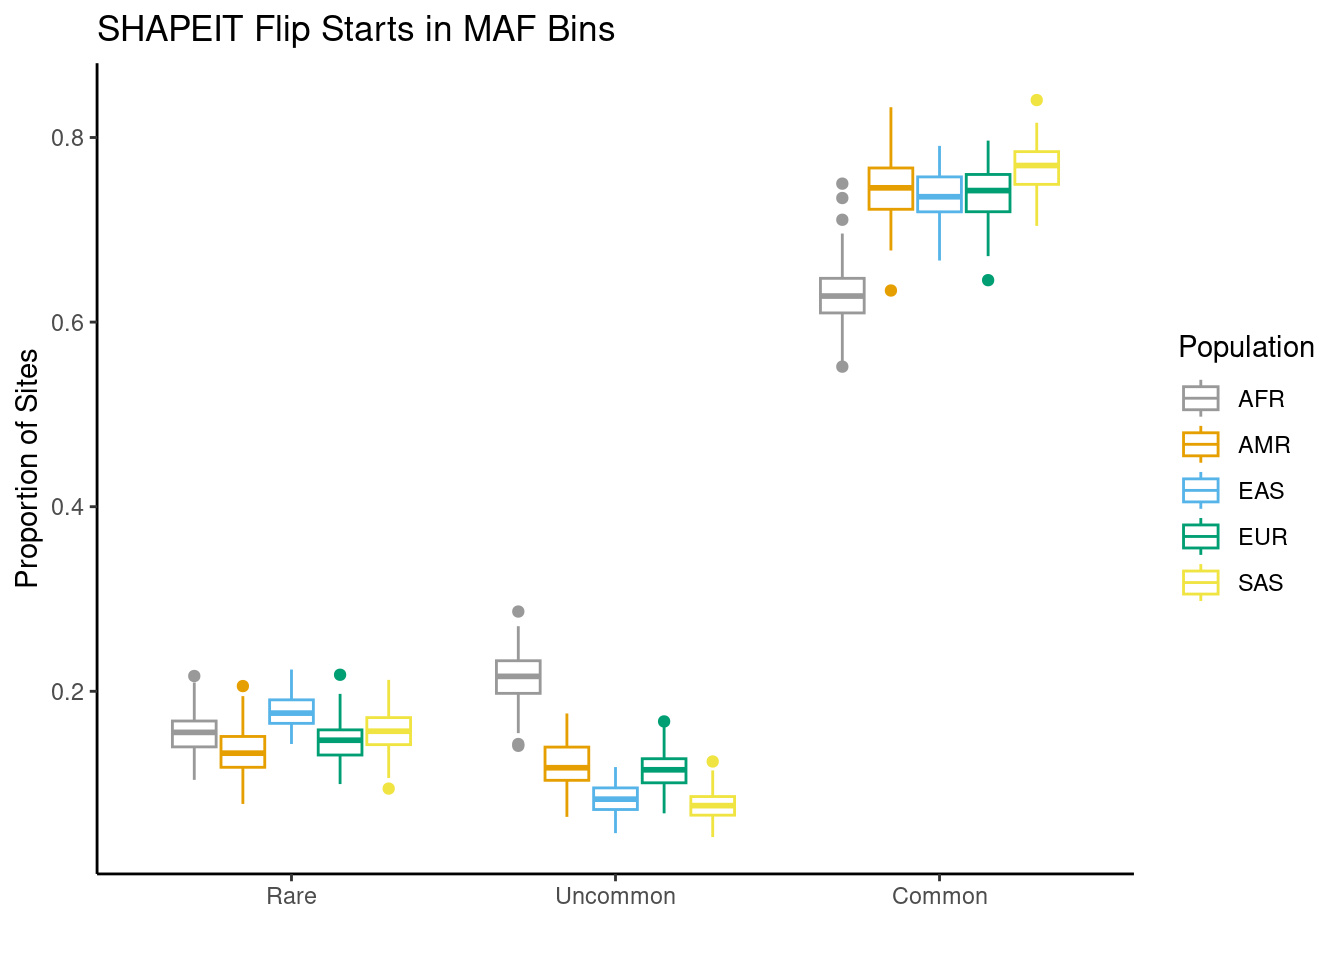 SHAPEIT Flip Starts in MAF Bins
Proportion of Sites
0.8
0.6
0.4
0.2
Rare
Uncommon
Common
Population
AFR
AMR
EAS
EUR
SAS